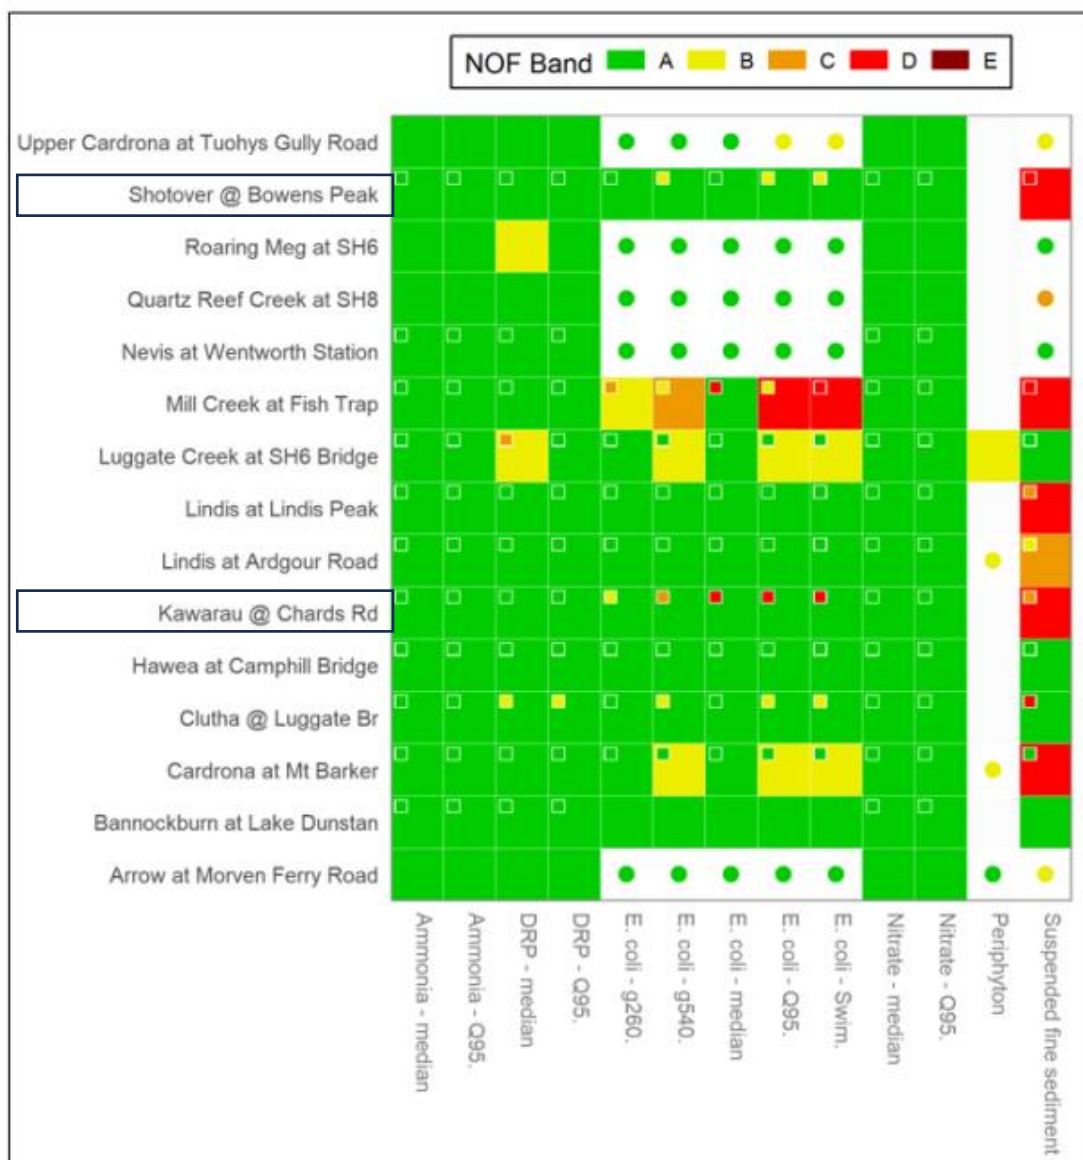 NOF Band A B C D E
Upper Cardrona at Tuohys Gully Road
Shotover @ Bowens Peak
Roaring Meg at SH6
Quartz Reef Creek at SH8
Nevis at Wentworth Station
Mill Creek at Fish Trap
Luggate Creek at SH6 Bridge
Lindis at Lindis Peak
Lindis at Ardgour Road
Kawarau @ Chards Rd
Hawea at Camphill Bridge
Clutha @ Luggate Br
Cardrona at Mt Barker
Bannockburn at Lake Dunstan
Arrow at Morven Ferry Road
Ammonia - median
Ammonia - Q95.
DRP - median
DRP - Q95.
E. coli - g260.
E. coli - g540.
E. coli - median
E. coli - Q95.
E. coli - Swim.
Nitrate - median
Nitrate - Q95.
Periphyton
Suspended fine sediment